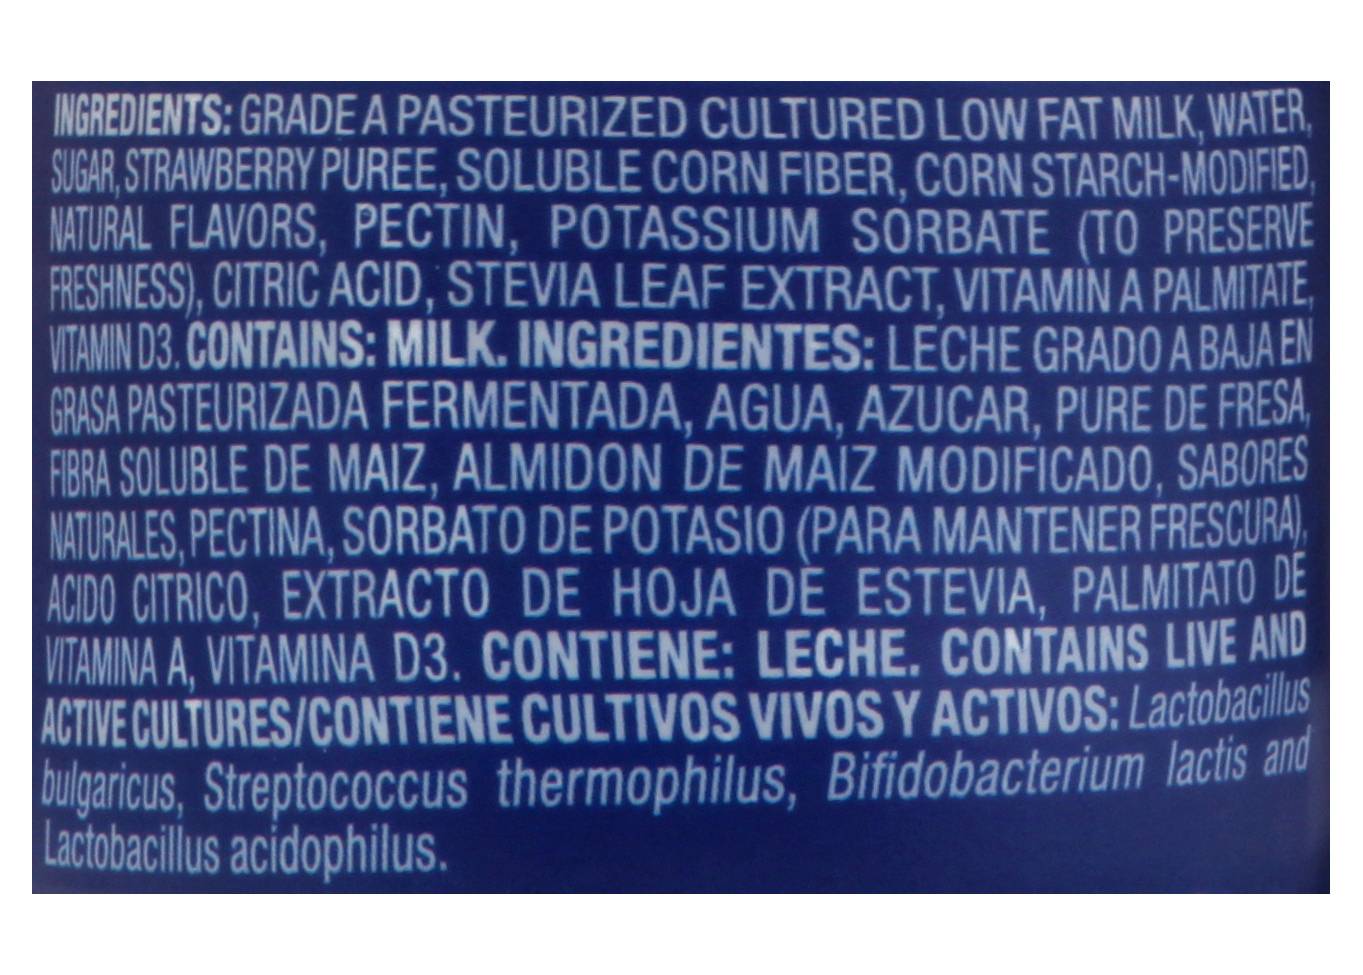 INGREDIENTS: GRADE A PASTEURIZED CULTURED LOW FAT MILK, WATER,
SUGAR, STRAWBERRY PUREE, SOLUBLE CORN FIBER, CORN STARCH-MODIFIED,
NATURAL FLAVORS, PECTIN, POTASSIUM SORBATE (TO PRESERVE
FRESHNESS), CITRIC ACID, STEVIA LEAF EXTRACT, VITAMIN A PALMITATE,
VITAMIN D3. CONTAINS: MILK. INGREDIENTES: LECHE GRADO A BAJA EN
GRASA PASTEURIZADA FERMENTADA, AGUA, AZUCAR, PURE DE FRESA,
FIBRA SOLUBLE DE MAIZ, ALMIDON DE MAIZ MODIFICADO, SABORES
NATURALES, PECTINA, SORBATO DE POTASIO (PARA MANTENER FRESCURA),
ACIDO CITRICO, EXTRACTO DE HOJA DE ESTEVIA, PALMITATO DE
VITAMINA A, VITAMINA D3. CONTIENE: LECHE. CONTAINS LIVE AND
ACTIVE CULTURES/CONTIENE CULTIVOS VIVOS Y ACTIVOS: Lactobacillus
bulgaricus, Streptococcus thermophilus, Bifidobacterium lactis and
Lactobacillus acidophilus.